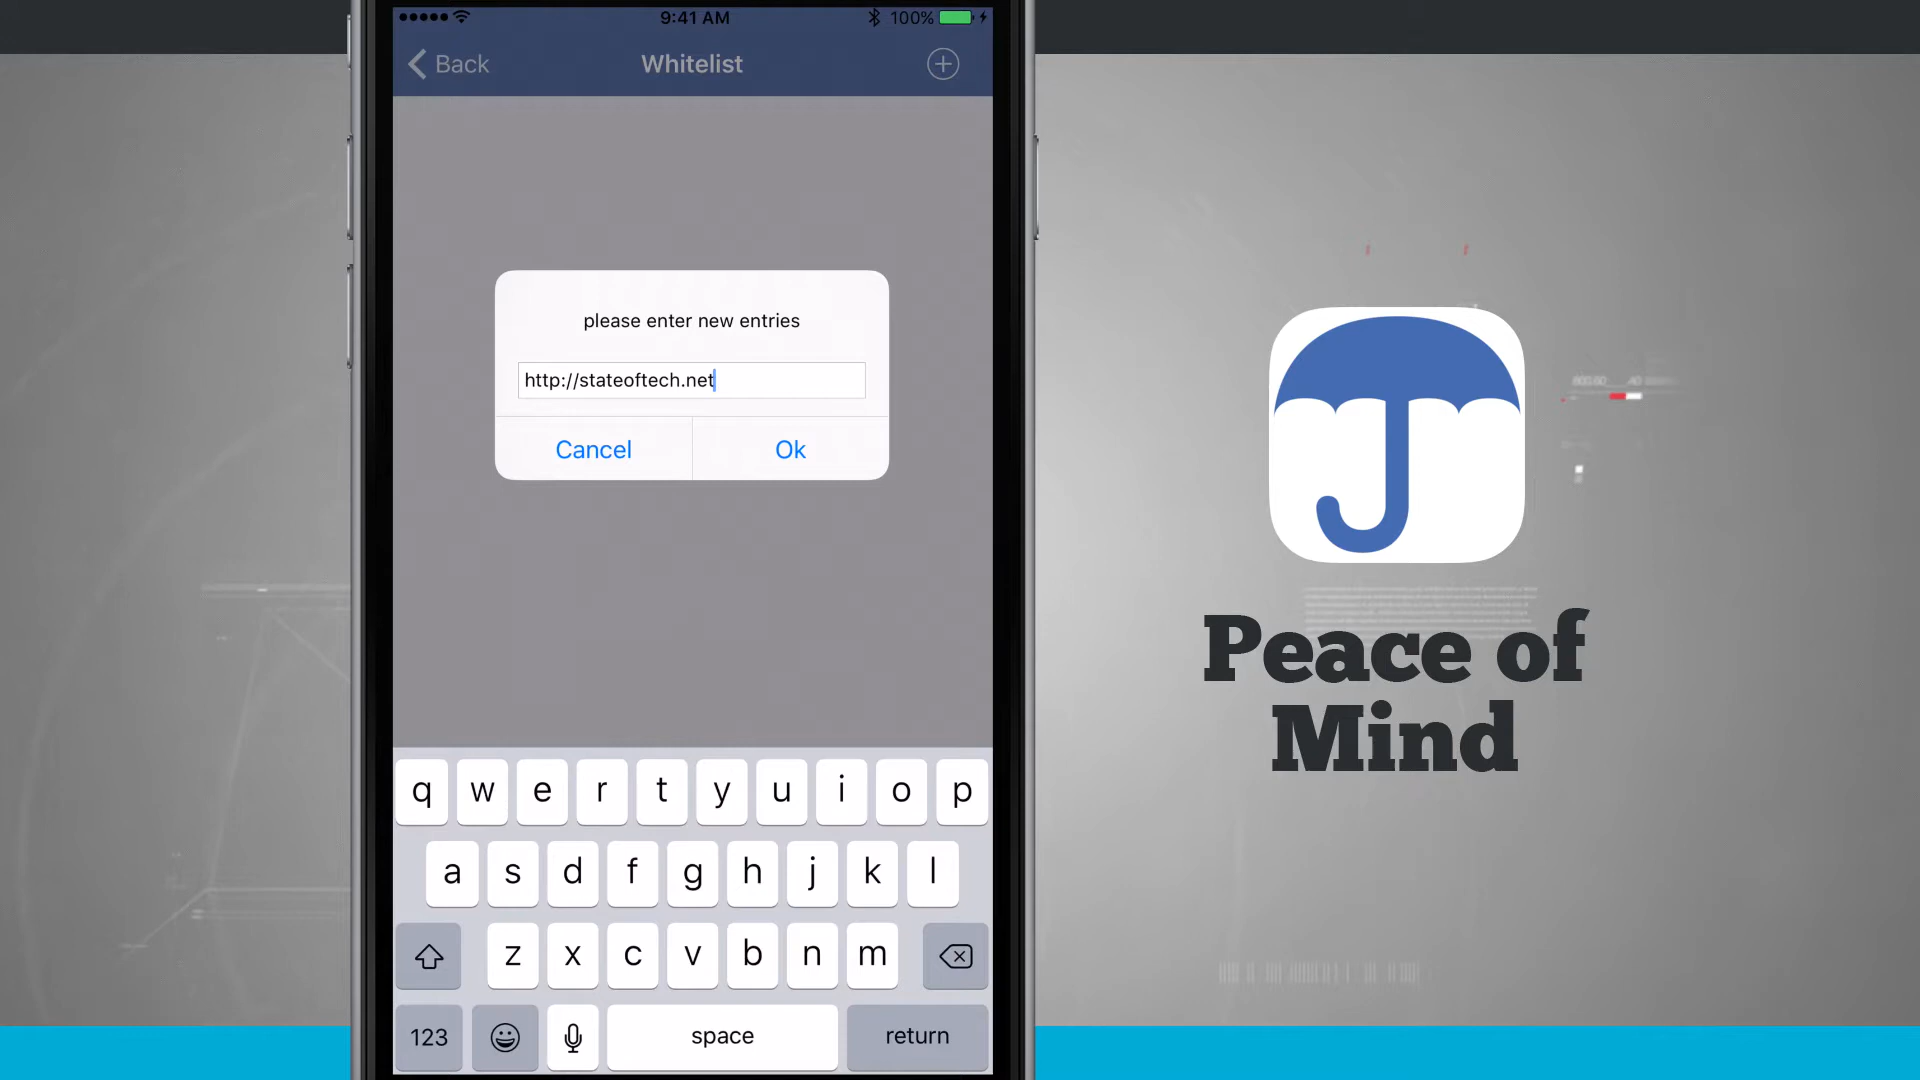 9:41 AM
100%
Back
Whitelist
please enter new entries
http://stateoftech.net
Cancel
Ok
q w e r t y u i o p
a s d f g h j k l
z x c v b n m
123
space
return
Peace of
Mind